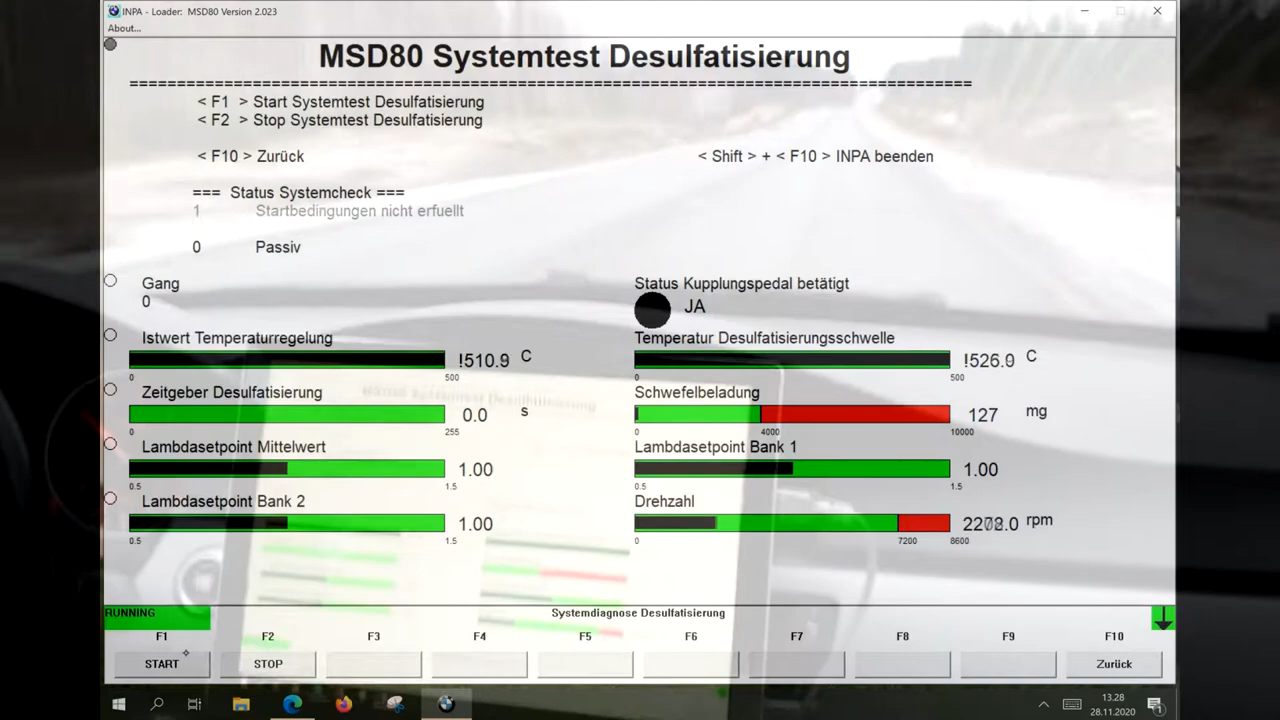 INPA - Loader: MSD80 Version 2.023
About...
MSD80 Systemtest Desulfatisierung
======================================================================
< F1 > Start Systemtest Desulfatisierung
< F2 > Stop Systemtest Desulfatisierung
< F10 > Zurück
< Shift > + < F10 > INPA beenden
=== Status Systemcheck ===
1 Startbedingungen nicht erfuellt
0 Passiv
Gang
0
Status Kupplungspedal betätigt
JA
Istwert Temperaturregelung
!510.9 C
0 500
Temperatur Desulfatisierungsschwelle
!526.0 C
0 500
Zeitgeber Desulfatisierung
0.0 s
0 255
Schwefelbeladung
127 mg
0 4000 10000
Lambdasetpoint Mittelwert
1.00
0.5 1.5
Lambdasetpoint Bank 1
1.00
0.5 1.5
Lambdasetpoint Bank 2
1.00
0.5 1.5
Drehzahl
rpm
0 7200 8600
RUNNING
Systemdiagnose Desulfatisierung
F1 F2 F3 F4 F5 F6 F7 F8 F9 F10
START STOP Zurück
13.28
28.11.2020
1